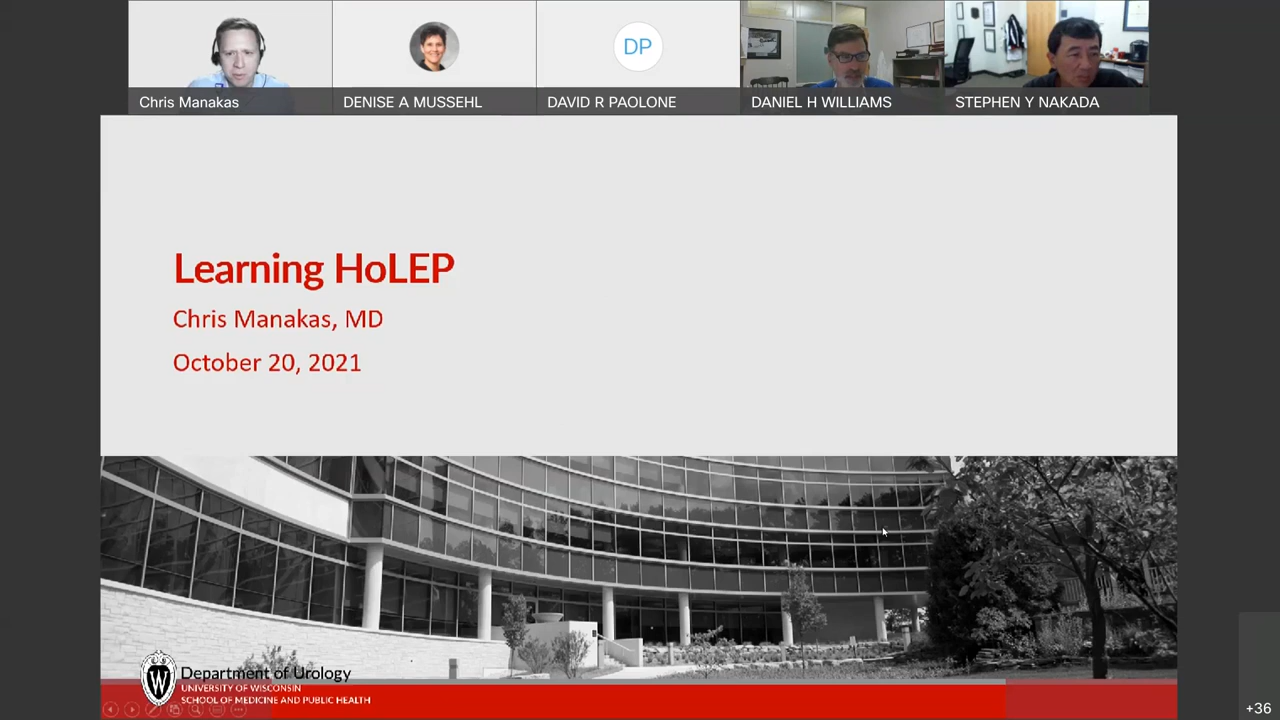 Chris Manakas
DENISE A MUSSEHL
DP
DAVID R PAOLONE
DANIEL H WILLIAMS
STEPHEN Y NAKADA
Learning HoLEP
Chris Manakas, MD
October 20, 2021
W
Department of Urology
UNIVERSITY OF WISCONSIN
SCHOOL OF MEDICINE AND PUBLIC HEALTH
+36